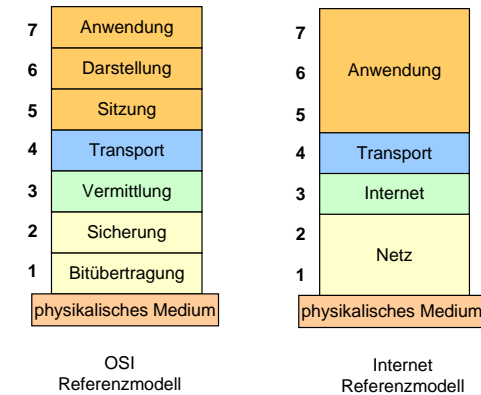 7 Anwendung
6 Darstellung
5 Sitzung
4 Transport
3 Vermittlung
2 Sicherung
1 Bitübertragung
physikalisches Medium
OSI
Referenzmodell
7
6 Anwendung
5
4 Transport
3 Internet
2
Netz
1
physikalisches Medium
Internet
Referenzmodell